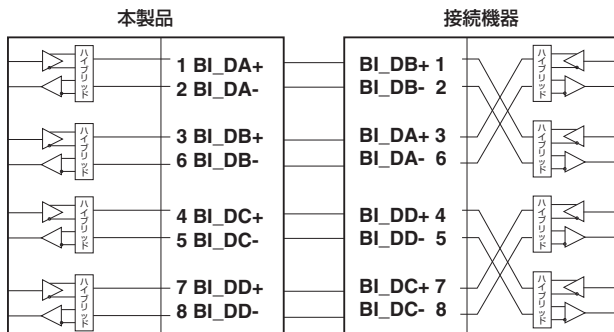 本製品
接続機器
ハイブリッド
1 BI_DA+
2 BI_DA-
BI_DB+ 1
BI_DB- 2
ハイブリッド
ハイブリッド
3 BI_DB+
6 BI_DB-
BI_DA+ 3
BI_DA- 6
ハイブリッド
ハイブリッド
4 BI_DC+
5 BI_DC-
BI_DD+ 4
BI_DD- 5
ハイブリッド
ハイブリッド
7 BI_DD+
8 BI_DD-
BI_DC+ 7
BI_DC- 8
ハイブリッド